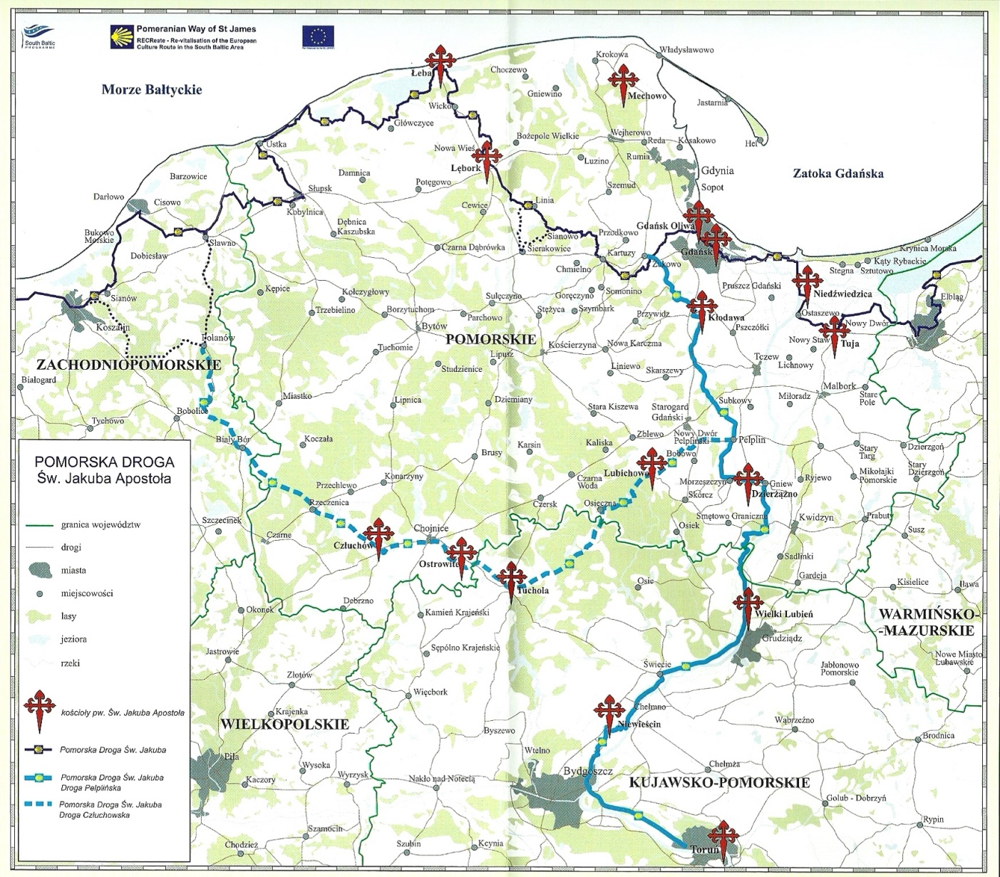 South Baltic
PROGRAMME
Pomeranian Way of St James
RECReate - Re-vitalisation of the European
Culture Route in the South Baltic Area
Morze Bałtyckie
Zatoka Gdańska
Łeba
Choczewo
Krokowa
Władysławowo
Gniewino
Mechowo
Jastarnia
Wicko
Główczyce
Hel
Ustka
Nowa Wieś
Bożepole Wielkie
Wejherowo
Reda
Kosakowo
Rumia
Lębork
Luzino
Gdynia
Barzowice
Damnica
Potęgowo
Szemud
Sopot
Darłowo
Cisowo
Słupsk
Kobylnica
Cewice
Linia
Dębnica
Kaszubska
Gdańsk Oliwa
Bukowo
Morskie
Sławno
Sianowo
Przodkowo
Dobiesław
Czarna Dąbrówka
Sierakowice
Kartuzy
Gdańsk
Żukowo
Krynica Morska
Kąty Rybackie
Stegna
Sztutowo
Chmielno
Kępice
Kołczygłowy
Sulęczyno
Goręczyno
Somonino
Pruszcz Gdański
Niedźwiedzica
Elbląg
Sianów
Trzebielino
Borzytuchom
Parchowo
Stężyca
Szymbark
Przywidz
Kłodawa
Ostaszewo
Koszalin
Bytów
Pszczółki
Nowy Dwór
Polanów
POMORSKIE
Kościerzyna
Nowa Karczma
Nowy Staw
Tuja
Tuchomie
Lipusz
ZACHODNIOPOMORSKIE
Studzienice
Liniewo
Skarszewy
Tczew
Lichnowy
Białogard
Malbork
Miastko
Lipnica
Dziemiany
Stara Kiszewa
Starogard
Gdański
Subkowy
Miłoradz
Stare
Pole
Bobolice
Tychowo
Biały Bór
Koczała
Karsin
Kaliska
Zblewo
Nowy Dwór
Pelpliński
Pelplin
Brusy
Bobowo
Stary
Targ
Dzierzgoń
Lubichowo
Konarzyny
Czarna
Woda
Morzeszczyn
Gniew
Ryjewo
Mikołajki
Pomorskie
Stary
Dzierzgoń
Przechlewo
Skórcz
Dzierżążno
Rzeczenica
Czersk
Osieczna
Smętowo Graniczne
Kwidzyn
Prabuty
Szczecinek
Czarne
Chojnice
Osiek
Susz
Człuchów
Ostrowite
Sadlinki
Gardeja
Tuchola
Osie
Kisielice
Iława
Debrzno
Okonek
Kamień Krajeński
Wielki Lubień
WARMIŃSKO-
-MAZURSKIE
Grudziądz
Jastrowie
Sępólno Krajeńskie
Świecie
Jabłonowo
Pomorskie
Nowe Miasto
Lubawskie
Złotów
Więcbork
Krajenka
Chełmno
WIELKOPOLSKIE
Niewieścin
Wąbrzeźno
Byszewo
Brodnica
Wtelno
Piła
Wysoka
Bydgoszcz
Chełmża
Kaczory
Wyrzysk
Nakło nad Notecią
KUJAWSKO-POMORSKIE
Golub - Dobrzyń
Rypin
Szamocin
Chodzież
Szubin
Kcynia
Toruń
POMORSKA DROGA
Św. Jakuba Apostoła
granica województw
drogi
miasta
miejscowości
lasy
jeziora
rzeki
kościoły pw. Św. Jakuba Apostoła
Pomorska Droga Św. Jakuba
Pomorska Droga Św. Jakuba
Droga Pelplińska
Pomorska Droga Św. Jakuba
Droga Człuchowska